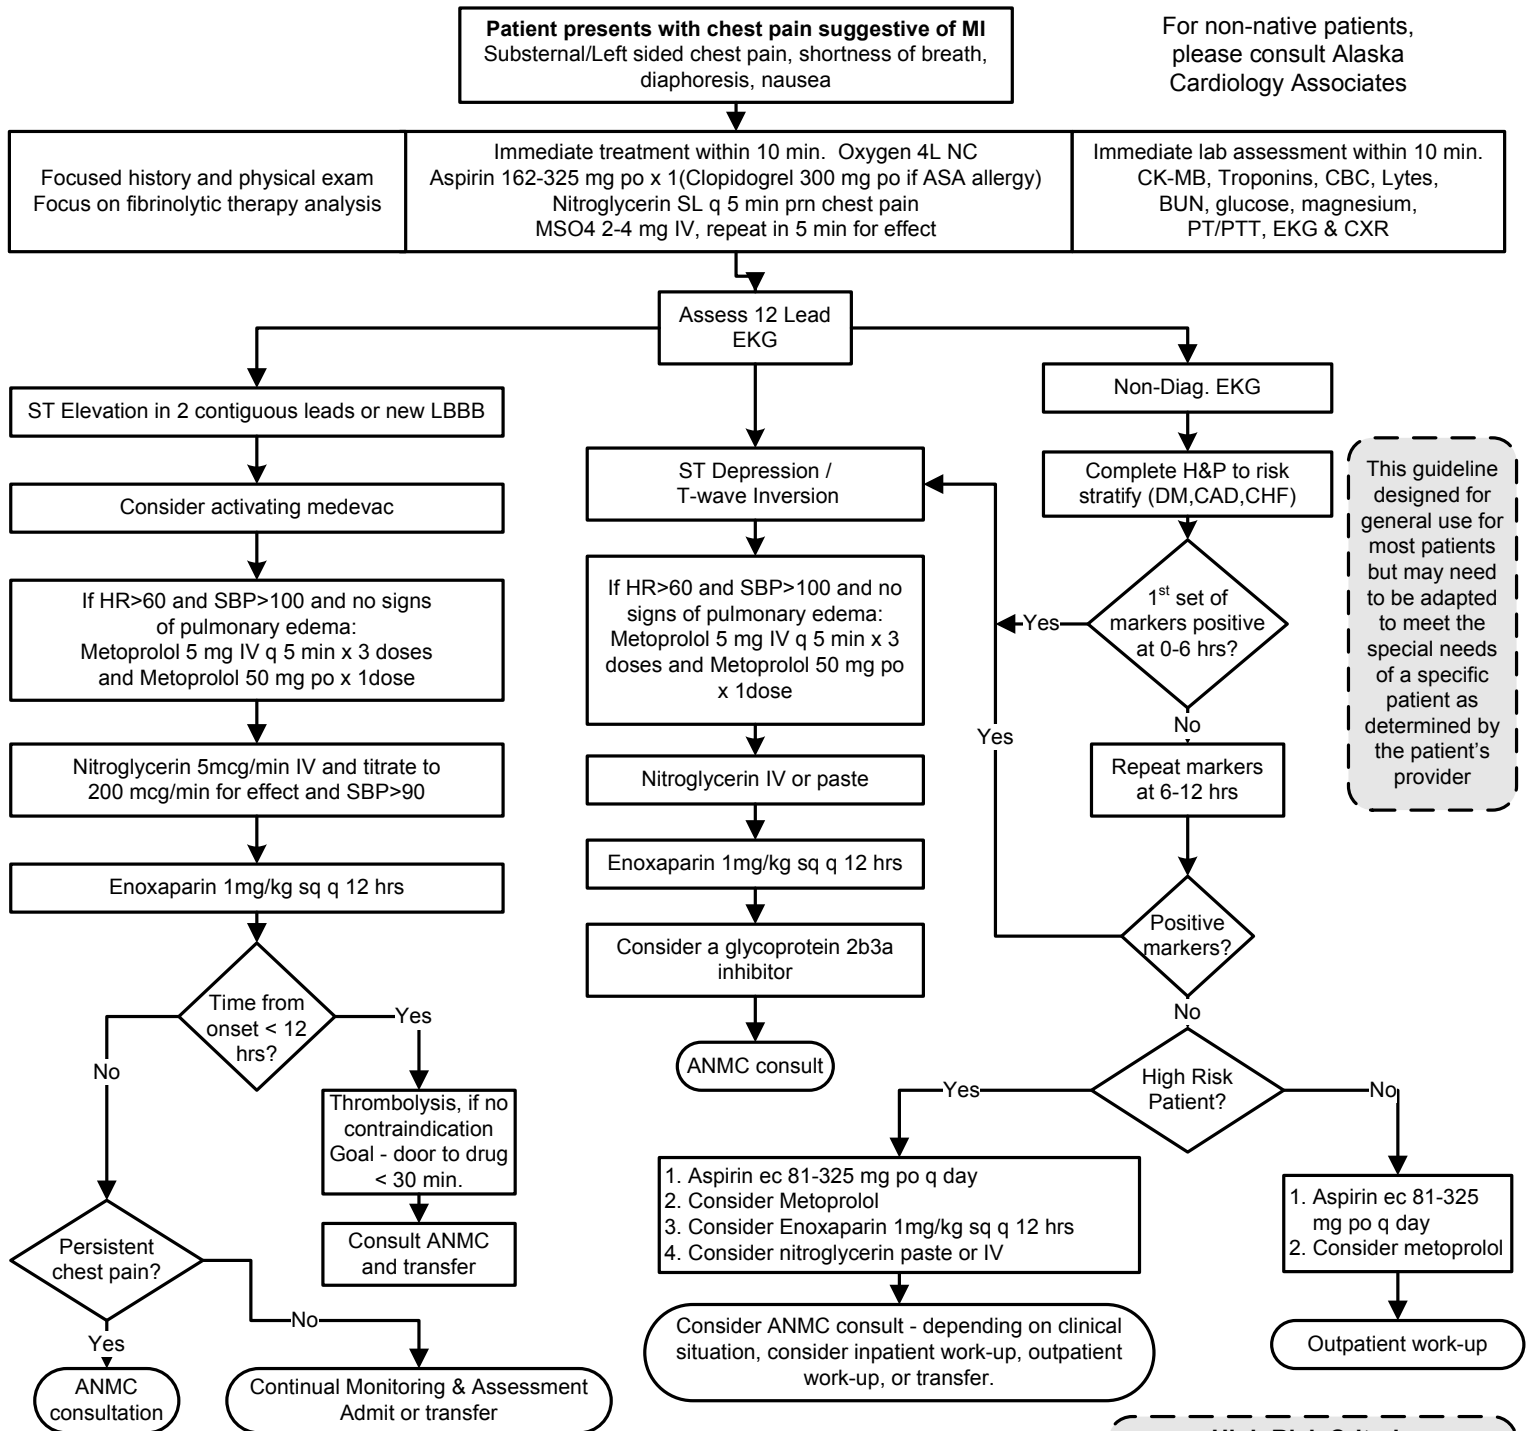 Patient presents with chest pain suggestive of MI
Substernal/Left sided chest pain, shortness of breath,
diaphoresis, nausea
For non-native patients,
please consult Alaska
Cardiology Associates
Focused history and physical exam
Focus on fibrinolytic therapy analysis
Immediate treatment within 10 min. Oxygen 4L NC
Aspirin 162-325 mg po x 1(Clopidogrel 300 mg po if ASA allergy)
Nitroglycerin SL q 5 min prn chest pain
MSO4 2-4 mg IV, repeat in 5 min for effect
Immediate lab assessment within 10 min.
CK-MB, Troponins, CBC, Lytes,
BUN, glucose, magnesium,
PT/PTT, EKG & CXR
Assess 12 Lead
EKG
ST Elevation in 2 contiguous leads or new LBBB
Consider activating medevac
If HR>60 and SBP>100 and no signs
of pulmonary edema:
Metoprolol 5 mg IV q 5 min x 3 doses
and Metoprolol 50 mg po x 1dose
Nitroglycerin 5mcg/min IV and titrate to
200 mcg/min for effect and SBP>90
Enoxaparin 1mg/kg sq q 12 hrs
Time from
onset < 12
hrs?
Yes
No
Thrombolysis, if no
contraindication
Goal - door to drug
< 30 min.
Consult ANMC
and transfer
Persistent
chest pain?
No
Yes
ANMC
consultation
Continual Monitoring & Assessment
Admit or transfer
ST Depression /
T-wave Inversion
If HR>60 and SBP>100 and no
signs of pulmonary edema:
Metoprolol 5 mg IV q 5 min x 3
doses and Metoprolol 50 mg po
x 1dose
Nitroglycerin IV or paste
Enoxaparin 1mg/kg sq q 12 hrs
Consider a glycoprotein 2b3a
inhibitor
ANMC consult
Non-Diag. EKG
Complete H&P to risk
stratify (DM,CAD,CHF)
1st set of
markers positive
at 0-6 hrs?
Yes
No
Yes
Repeat markers
at 6-12 hrs
Positive
markers?
No
High Risk
Patient?
Yes
No
1. Aspirin ec 81-325 mg po q day
2. Consider Metoprolol
3. Consider Enoxaparin 1mg/kg sq q 12 hrs
4. Consider nitroglycerin paste or IV
Consider ANMC consult - depending on clinical
situation, consider inpatient work-up, outpatient
work-up, or transfer.
1. Aspirin ec 81-325
mg po q day
2. Consider metoprolol
Outpatient work-up
This guideline
designed for
general use for
most patients
but may need
to be adapted
to meet the
special needs
of a specific
patient as
determined by
the patient's
provider